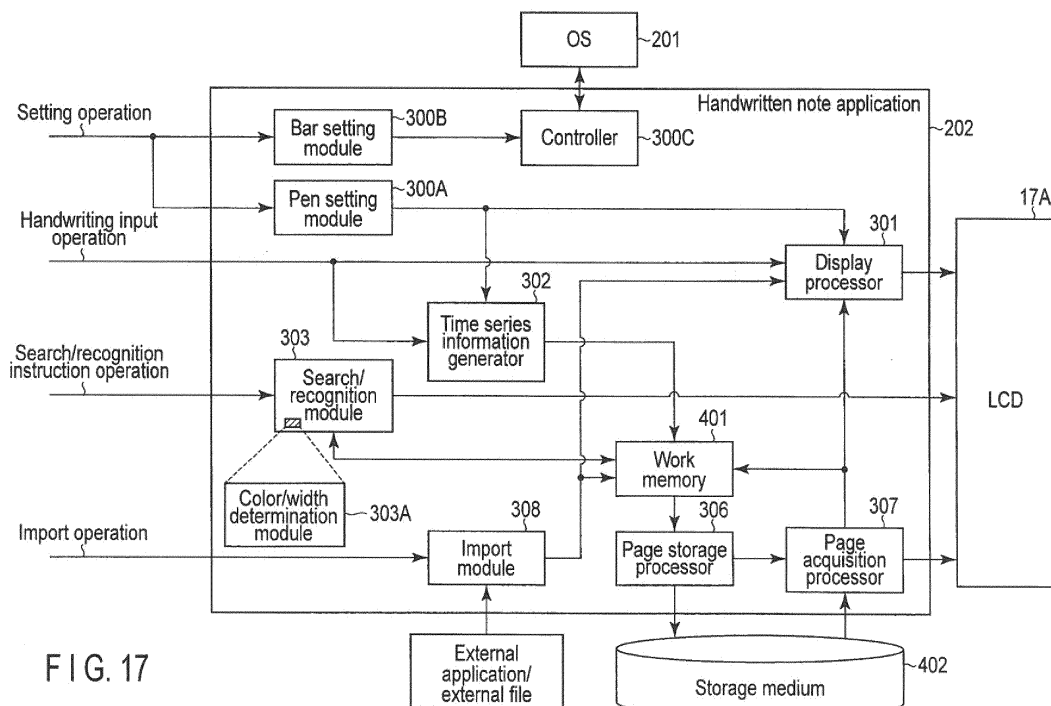 OS
201
Handwritten note application
202
Setting operation
Bar setting
module
300B
Controller
300C
Pen setting
module
300A
17A
Handwriting input
operation
301
Display
processor
302
Time series
information
generator
303
Search/recognition
instruction operation
Search/
recognition
module
LCD
401
Work
memory
Color/width
determination
module
303A
Import operation
308
Import
module
306
Page storage
processor
307
Page
acquisition
processor
FIG. 17
External
application/
external file
Storage medium
402